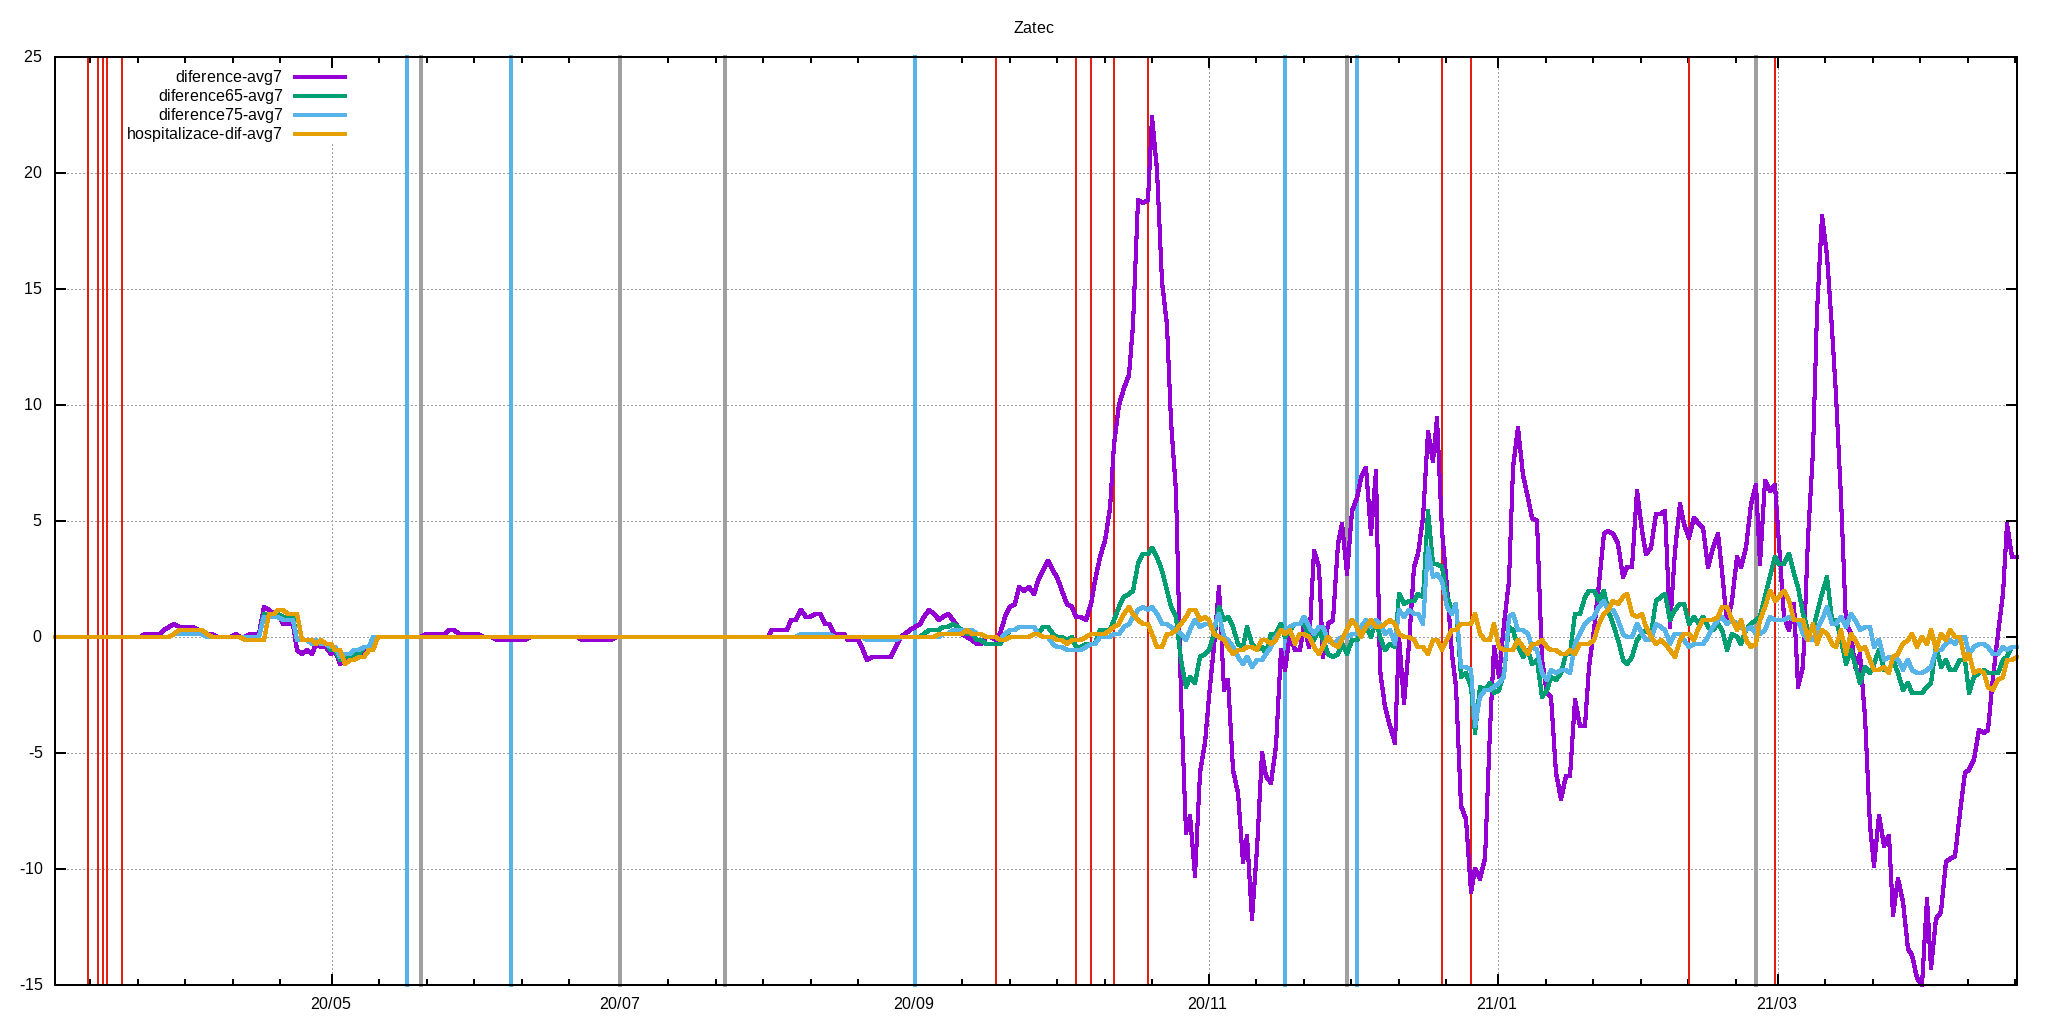 Zatec
25
diference-avg7
diference65-avg7
diference75-avg7
hospitalizace-dif-avg7
20
15
10
5
0
-5
-10
-15
20/05 20/07 20/09 20/11 21/01 21/03